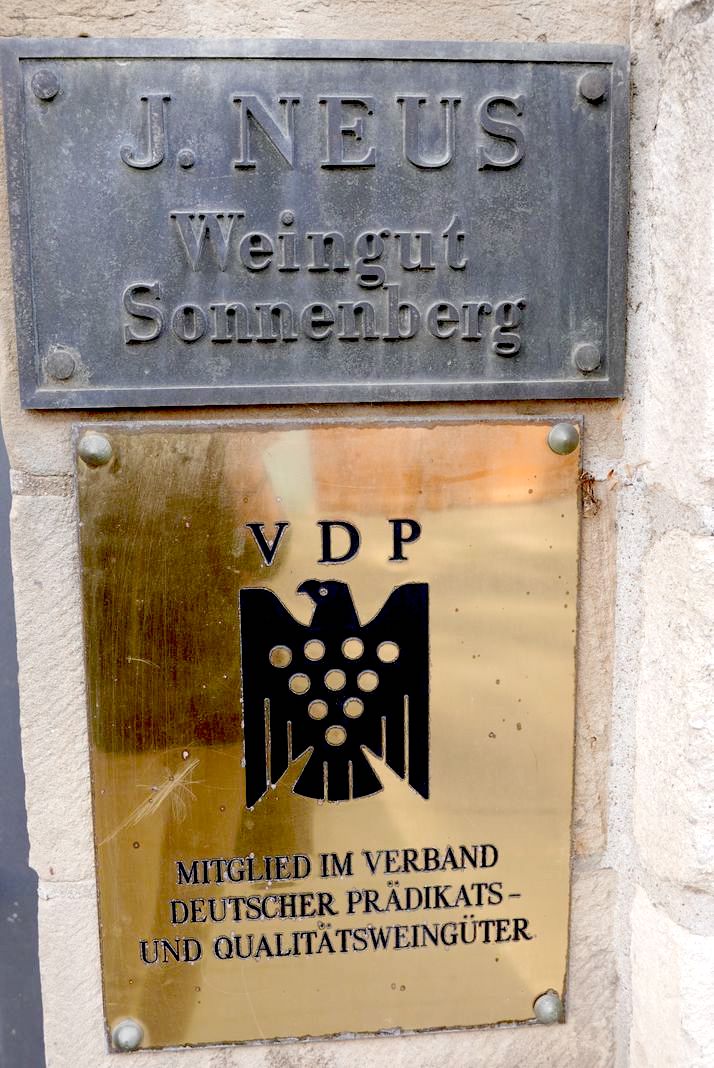 J. NEUS
Weingut
Sonnenberg
VDP
MITGLIED IM VERBAND
DEUTSCHER PRÄDIKATS-
UND QUALITÄTSWEINGÜTER